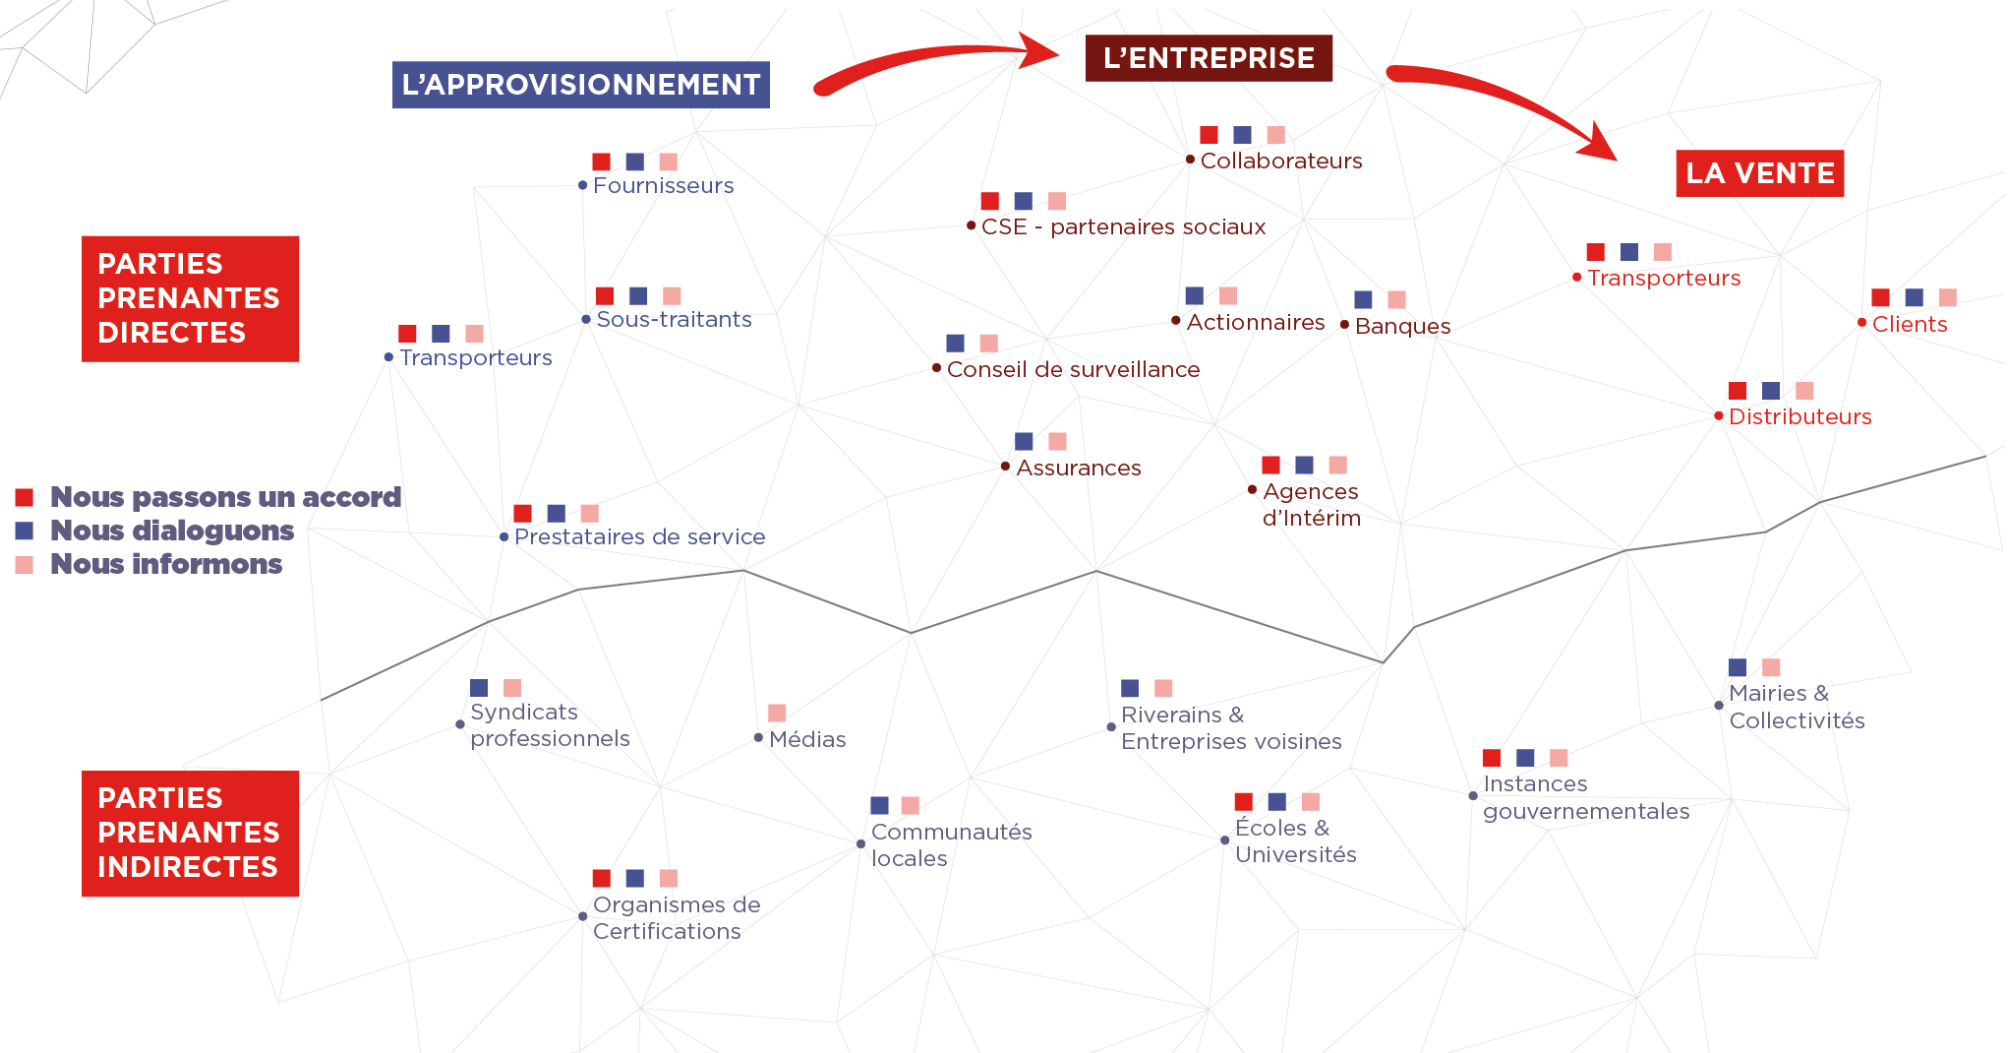 L’APPROVISIONNEMENT
L’ENTREPRISE
LA VENTE
PARTIES
PRENANTES
DIRECTES
Fournisseurs
Sous-traitants
Transporteurs
Prestataires de service
Collaborateurs
CSE - partenaires sociaux
Actionnaires
Banques
Conseil de surveillance
Assurances
Agences
d’Intérim
Transporteurs
Clients
Distributeurs
Nous passons un accord
Nous dialoguons
Nous informons
PARTIES
PRENANTES
INDIRECTES
Syndicats
professionnels
Médias
Riverains &
Entreprises voisines
Mairies &
Collectivités
Instances
gouvernementales
Communautés
locales
Écoles &
Universités
Organismes de
Certifications